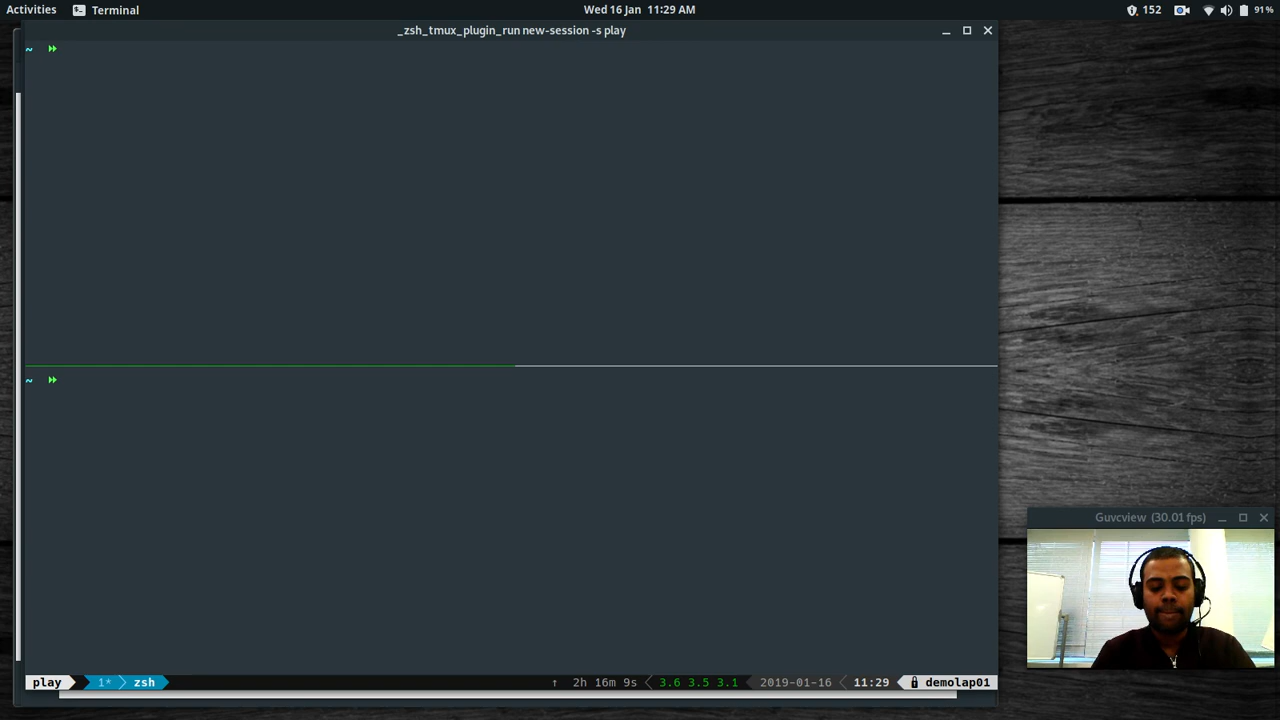 Activities Terminal Wed 16 Jan 11:29 AM 152 91%
_zsh_tmux_plugin_run new-session -s play
~
~
Guvcview (30.01 fps)
play 1* zsh ↑ 2h 16m 9s 3.6 3.5 3.1 2019-01-16 11:29 demolap01